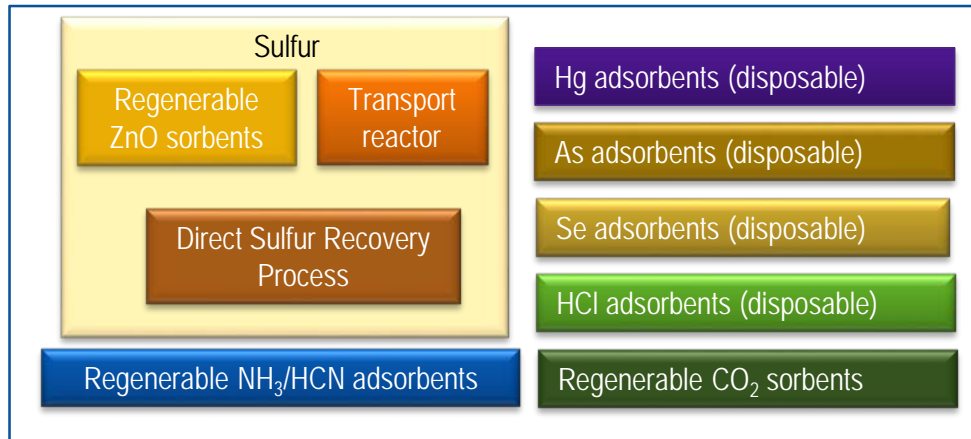 Sulfur
Regenerable
ZnO sorbents
Transport
reactor
Direct Sulfur Recovery
Process
Regenerable NH₃/HCN adsorbents
Hg adsorbents (disposable)
As adsorbents (disposable)
Se adsorbents (disposable)
HCl adsorbents (disposable)
Regenerable CO₂ sorbents